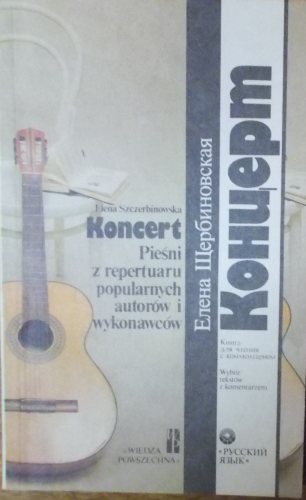 Elena Szczerbinowska
Koncert
Pieśni
z repertuaru
popularnych
autorów i
wykonawców
«WIEDZA
POWSZECHNA»
Елена Щербиновская
Концерт
Книга
для чтения
с комментарием
Wybór
tekstów
z komentarzem
«РУССКИЙ
ЯЗЫК»